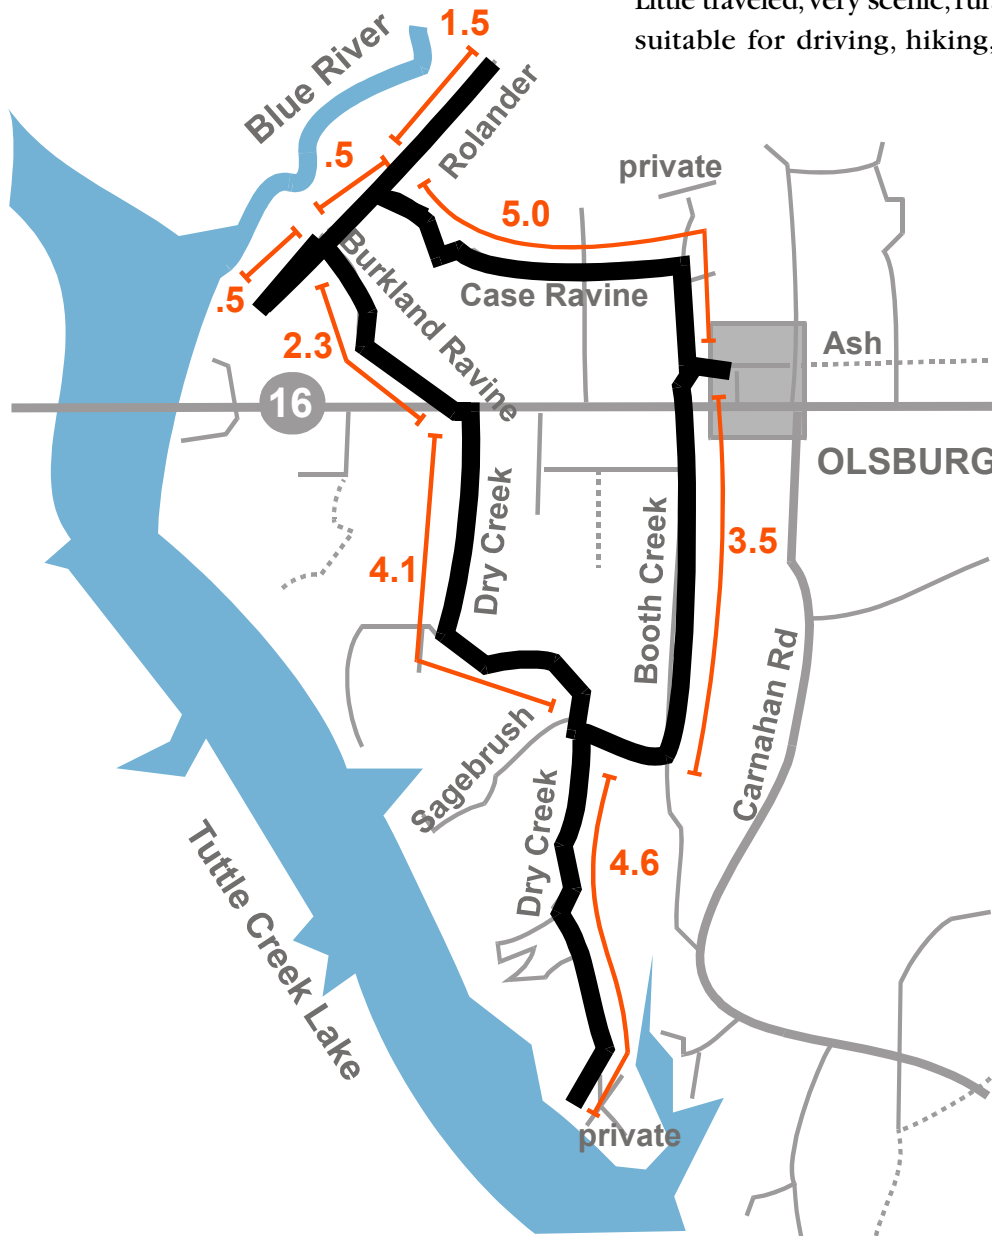 Little traveled, very scenic,
suitable for driving, hiking,
1.5
Blue River
Rolander
.5
private
5.0
.5
Burkland Ravine
Case Ravine
2.3
Ash
16
OLSBURG
Dry Creek
Booth Creek
3.5
4.1
Carnahan Rd
Sagebrush
Dry Creek
4.6
Tuttle Creek Lake
private